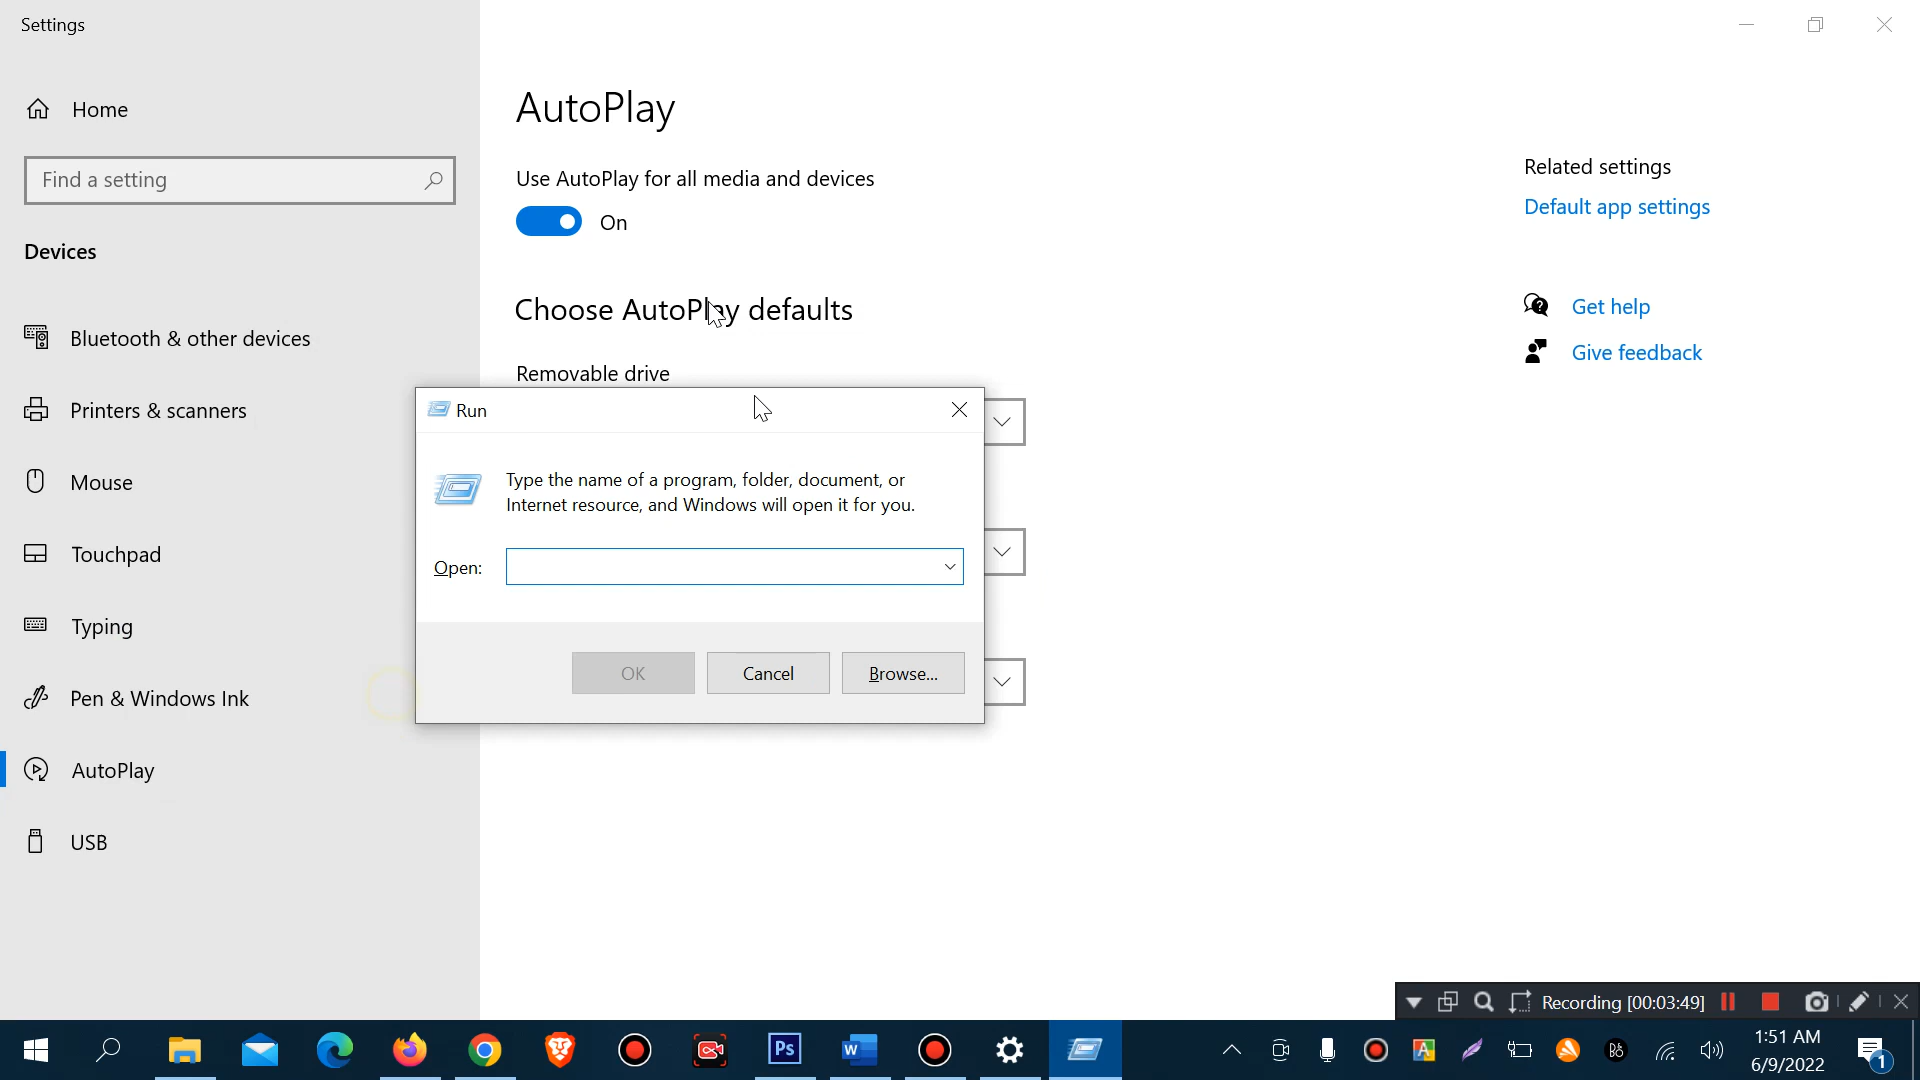 Settings
Home
Find a setting
Devices
Bluetooth & other devices
Printers & scanners
Mouse
Touchpad
Typing
Pen & Windows Ink
AutoPlay
USB
AutoPlay
Use AutoPlay for all media and devices
On
Choose AutoPlay defaults
Removable drive
Related settings
Default app settings
Get help
Give feedback
Run
Type the name of a program, folder, document, or
Internet resource, and Windows will open it for you.
Open:
OK
Cancel
Browse...
Recording [00:03:49]
Ps
W
A
1:51 AM
6/9/2022
1